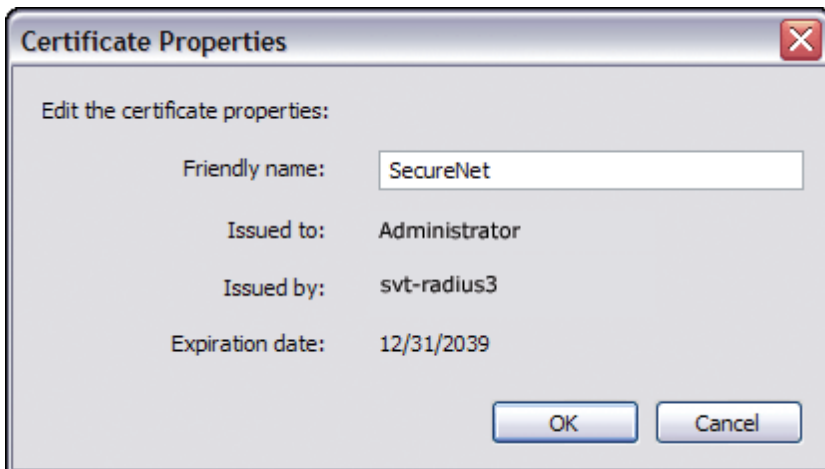 Certificate Properties
Edit the certificate properties:
Friendly name: SecureNet
Issued to: Administrator
Issued by: svt-radius3
Expiration date: 12/31/2039
OK Cancel